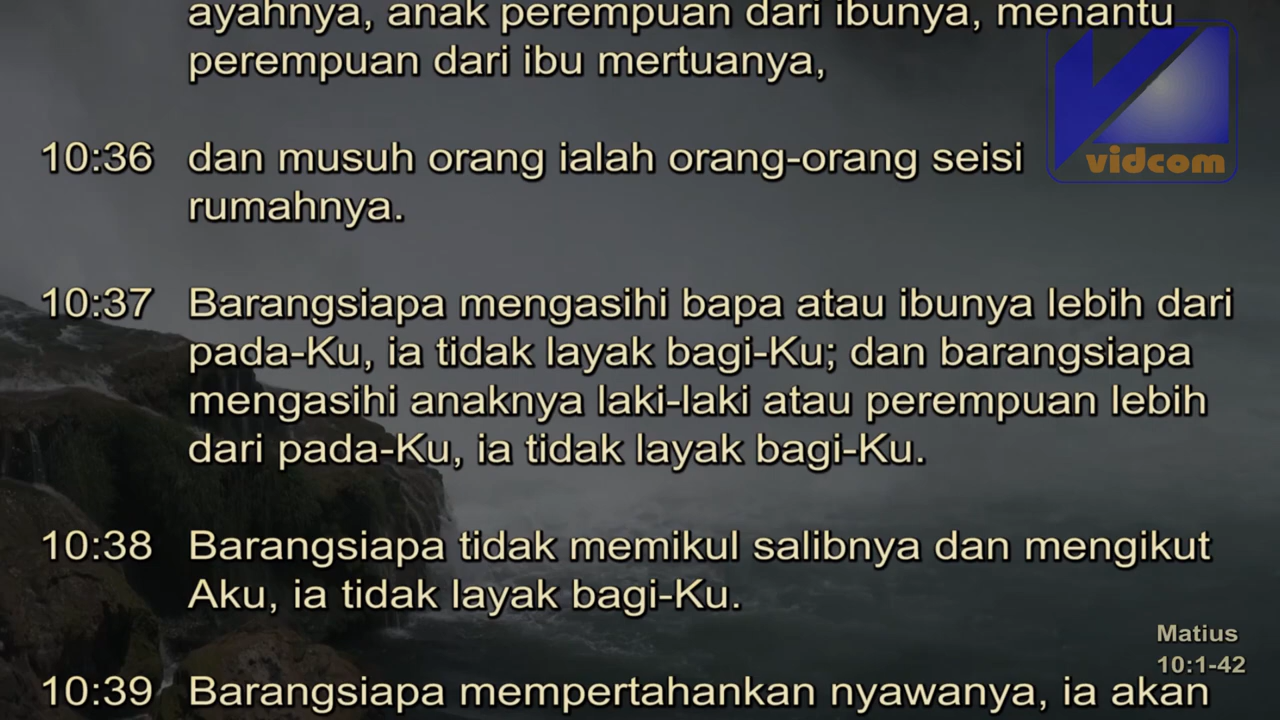 ayahnya, anak perempuan dari ibunya, menantu
perempuan dari ibu mertuanya,
vidcom
10:36 dan musuh orang ialah orang-orang seisi
rumahnya.
10:37 Barangsiapa mengasihi bapa atau ibunya lebih dari
pada-Ku, ia tidak layak bagi-Ku; dan barangsiapa
mengasihi anaknya laki-laki atau perempuan lebih
dari pada-Ku, ia tidak layak bagi-Ku.
10:38 Barangsiapa tidak memikul salibnya dan mengikut
Aku, ia tidak layak bagi-Ku.
Matius
10:1-42
10:39 Barangsiapa mempertahankan nyawanya, ia akan